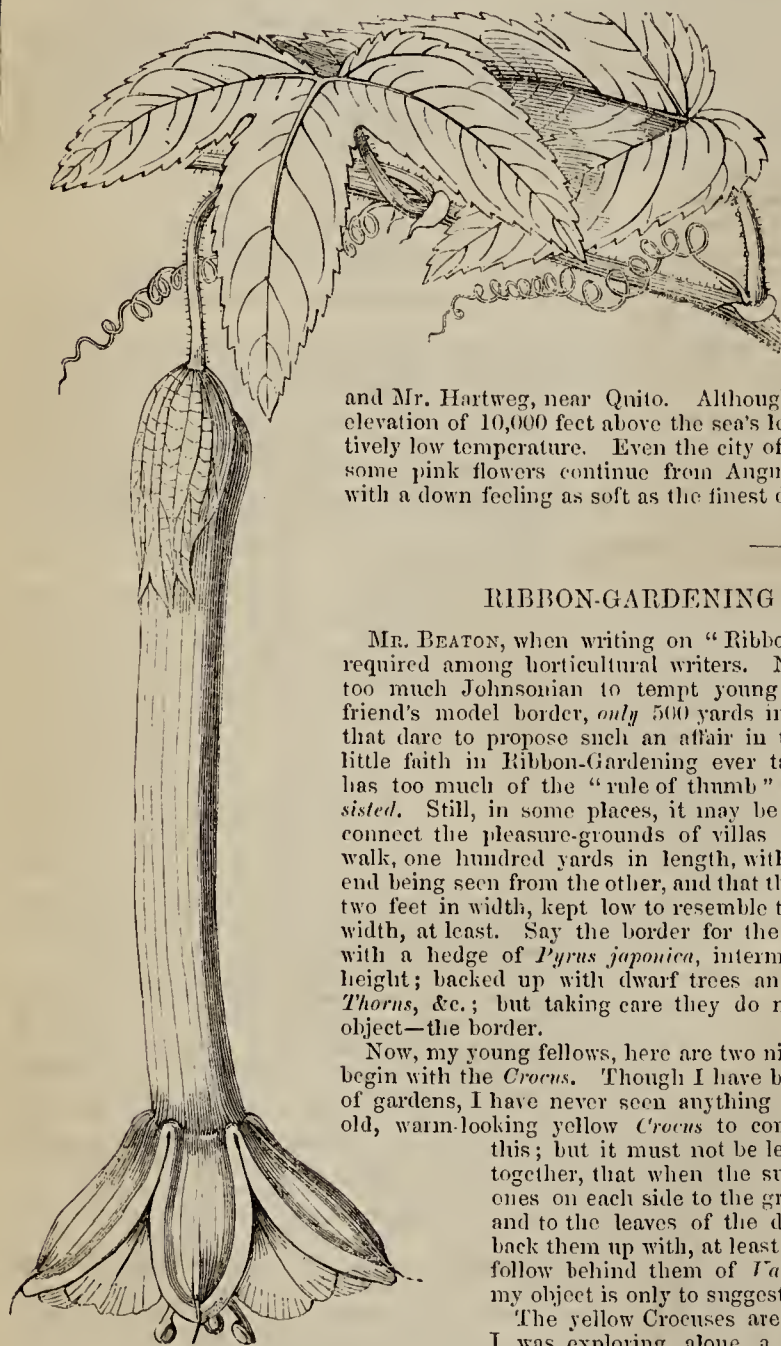 and Mr. Hartweg, near Quito. Althoug
elevation of 10,000 feet above the sea's l
tively low temperature. Even the city of
some pink flowers continue from Augu
with a down feeling as soft as the finest
RIBBON-GARDENING
MR. BEATON, when writing on "Ribbo
required among horticultural writers.
too much Johnsonian to tempt young
friend's model border, only 500 yards in
that dare to propose such an affair in
little faith in Ribbon-Gardening ever t
has too much of the "rule of thumb"
sisted. Still, in some places, it may be
connect the pleasure-grounds of villas
walk, one hundred yards in length, with
end being seen from the other, and that th
two feet in width, kept low to resemble t
width, at least. Say the border for the
with a hedge of Pyrus japonica, interm
height; backed up with dwarf trees an
Thorns, &c.; but taking care they do
object—the border.
Now, my young fellows, here are two ni
begin with the Crocus. Though I have b
of gardens, I have never seen anything
old, warm-looking yellow Crocus to co
this; but it must not be le
together, that when the su
ones on each side to the gr
and to the leaves of the d
back them up with, at least
follow behind them of Va
my object is only to suggest
The yellow Crocuses are
I was exploring alone a